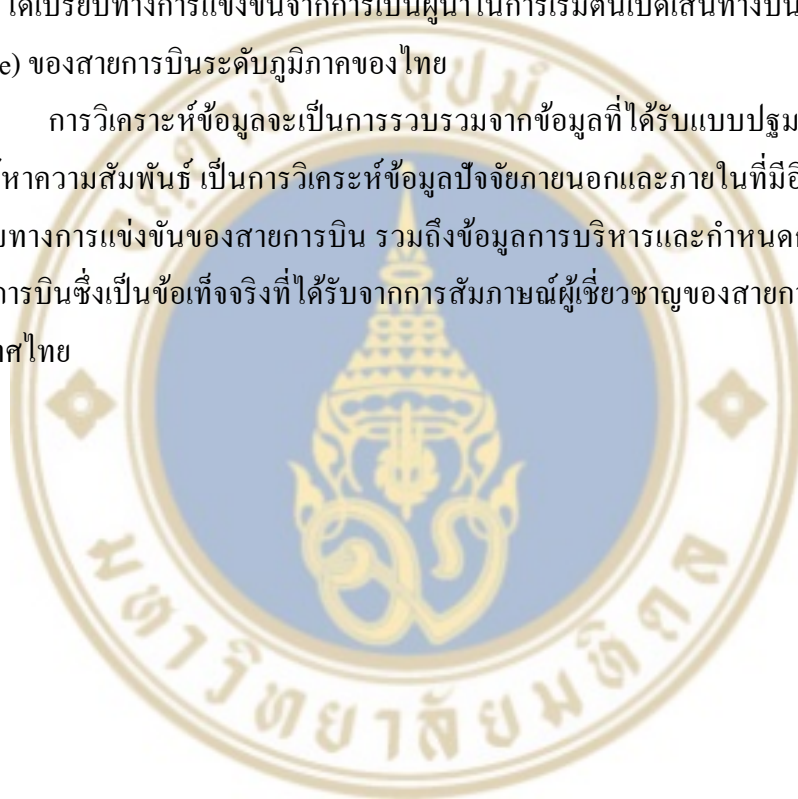 ได้เปรียบทางการแข่งขันจากการเป็นผู้นำในการเริ่มต้นเปิดเส้นทางบิน
e) ของสายการบินระดับภูมิภาคของไทย
การวิเคราะห์ข้อมูลจะเป็นการรวบรวมจากข้อมูลที่ได้รับแบบปฐม
หาความสัมพันธ์ เป็นการวิเคระห์ข้อมูลปัจจัยภายนอกและภายในที่มีอิ
ทางการแข่งขันของสายการบิน รวมถึงข้อมูลการบริหารและกำหนด
การบินซึ่งเป็นข้อเท็จจริงที่ได้รับจากการสัมภาษณ์ผู้เชี่ยวชาญของสายกา
ศไทย
มหาวิทยาลัยมหิดล